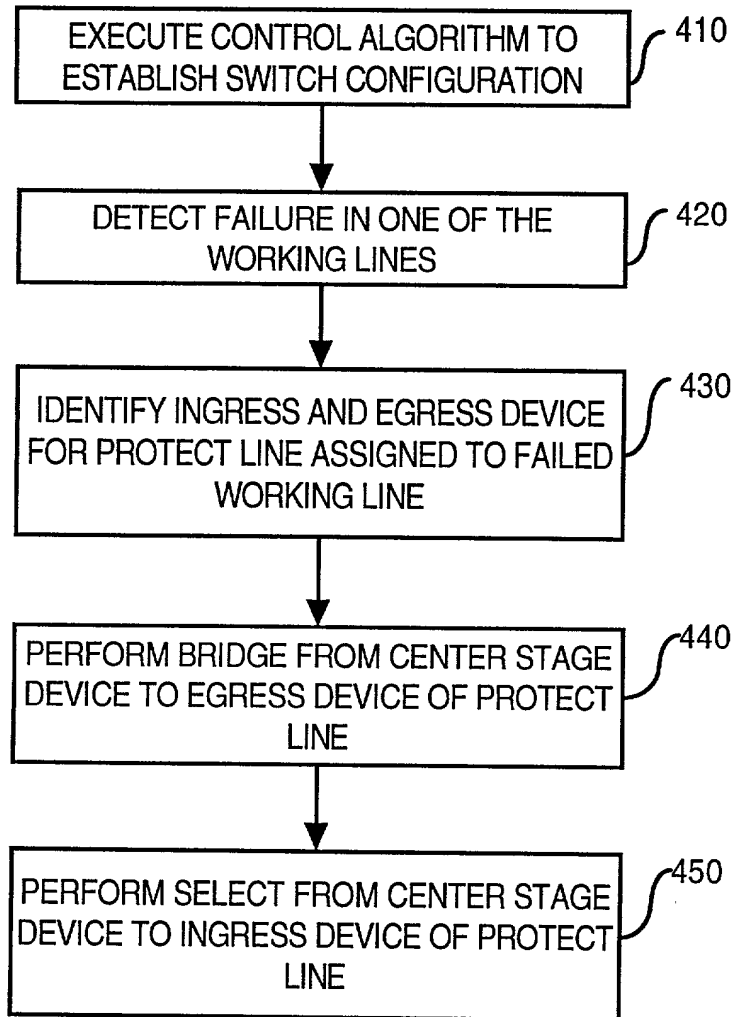 EXECUTE CONTROL ALGORITHM TO
ESTABLISH SWITCH CONFIGURATION
410
DETECT FAILURE IN ONE OF THE
WORKING LINES
420
IDENTIFY INGRESS AND EGRESS DEVICE
FOR PROTECT LINE ASSIGNED TO FAILED
WORKING LINE
430
PERFORM BRIDGE FROM CENTER STAGE
DEVICE TO EGRESS DEVICE OF PROTECT
LINE
440
PERFORM SELECT FROM CENTER STAGE
DEVICE TO INGRESS DEVICE OF PROTECT
LINE
450